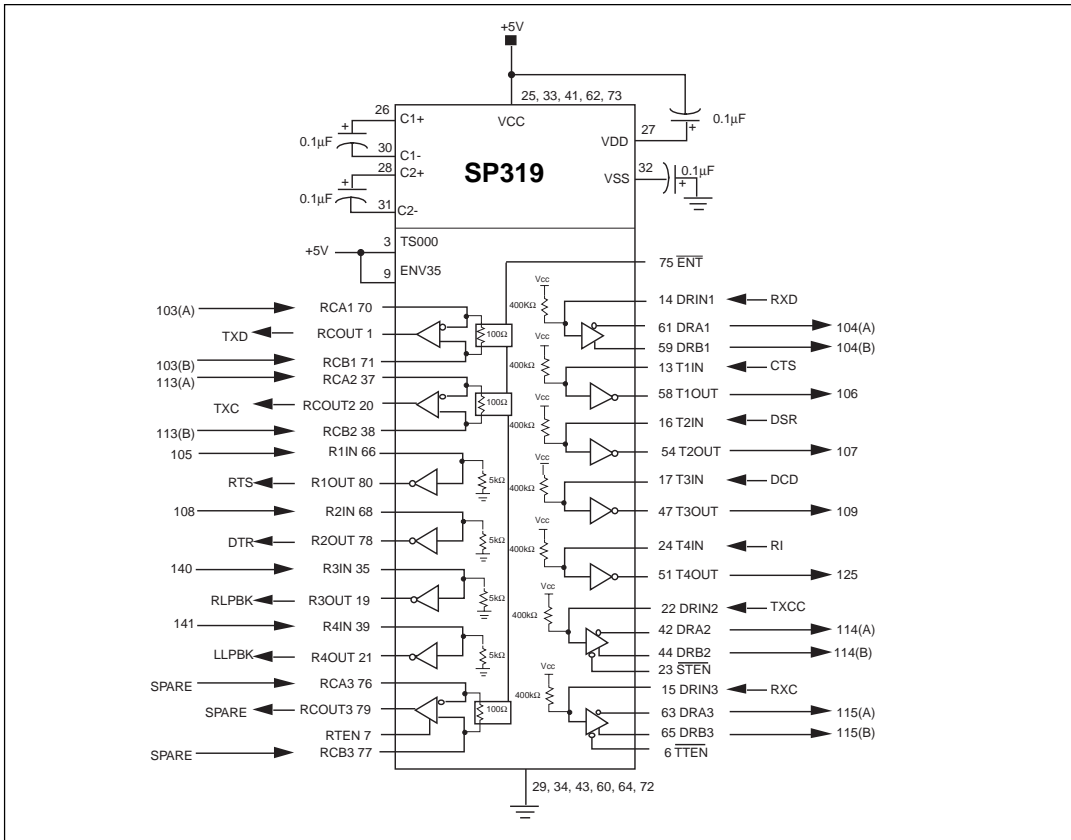 +5V
25, 33, 41, 62, 73
26
C1+
VCC
27
0.1µF
VDD
0.1µF
30
C1-
28
C2+
SP319
32
0.1µF
VSS
0.1µF
31
C2-
+5V
3
TS000
9
ENV35
75 ENT
103(A)
RCA1 70
TXD
RCOUT 1
100Ω
103(B)
RCB1 71
113(A)
RCA2 37
TXC
RCOUT2 20
100Ω
113(B)
RCB2 38
105
R1IN 66
RTS
R1OUT 80
5kΩ
108
R2IN 68
DTR
R2OUT 78
5kΩ
140
R3IN 35
RLPBK
R3OUT 19
5kΩ
141
R4IN 39
LLPBK
R4OUT 21
5kΩ
SPARE
RCA3 76
SPARE
RCOUT3 79
100Ω
RTEN 7
SPARE
RCB3 77
Vcc
400KΩ
14 DRIN1
RXD
61 DRA1
104(A)
59 DRB1
104(B)
Vcc
400kΩ
13 T1IN
CTS
58 T1OUT
106
Vcc
400kΩ
16 T2IN
DSR
54 T2OUT
107
Vcc
400kΩ
17 T3IN
DCD
47 T3OUT
109
Vcc
400kΩ
24 T4IN
RI
51 T4OUT
125
Vcc
400kΩ
22 DRIN2
TXCC
42 DRA2
114(A)
44 DRB2
114(B)
23 STEN
Vcc
400kΩ
15 DRIN3
RXC
63 DRA3
115(A)
65 DRB3
115(B)
6 TTEN
29, 34, 43, 60, 64, 72